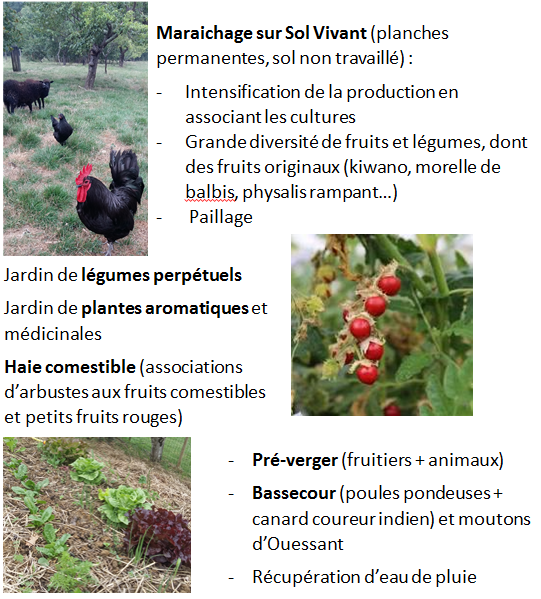 Maraichage sur Sol Vivant (planches
permanentes, sol non travaillé) :
- Intensification de la production en
associant les cultures
- Grande diversité de fruits et légumes, dont
des fruits originaux (kiwano, morelle de
balbis, physalis rampant…)
- Paillage
Jardin de légumes perpétuels
Jardin de plantes aromatiques et
médicinales
Haie comestible (associations
d'arbustes aux fruits comestibles
et petits fruits rouges)
- Pré-verger (fruitiers + animaux)
- Bassecour (poules pondeuses +
canard coureur indien) et moutons
d'Ouessant
- Récupération d'eau de pluie